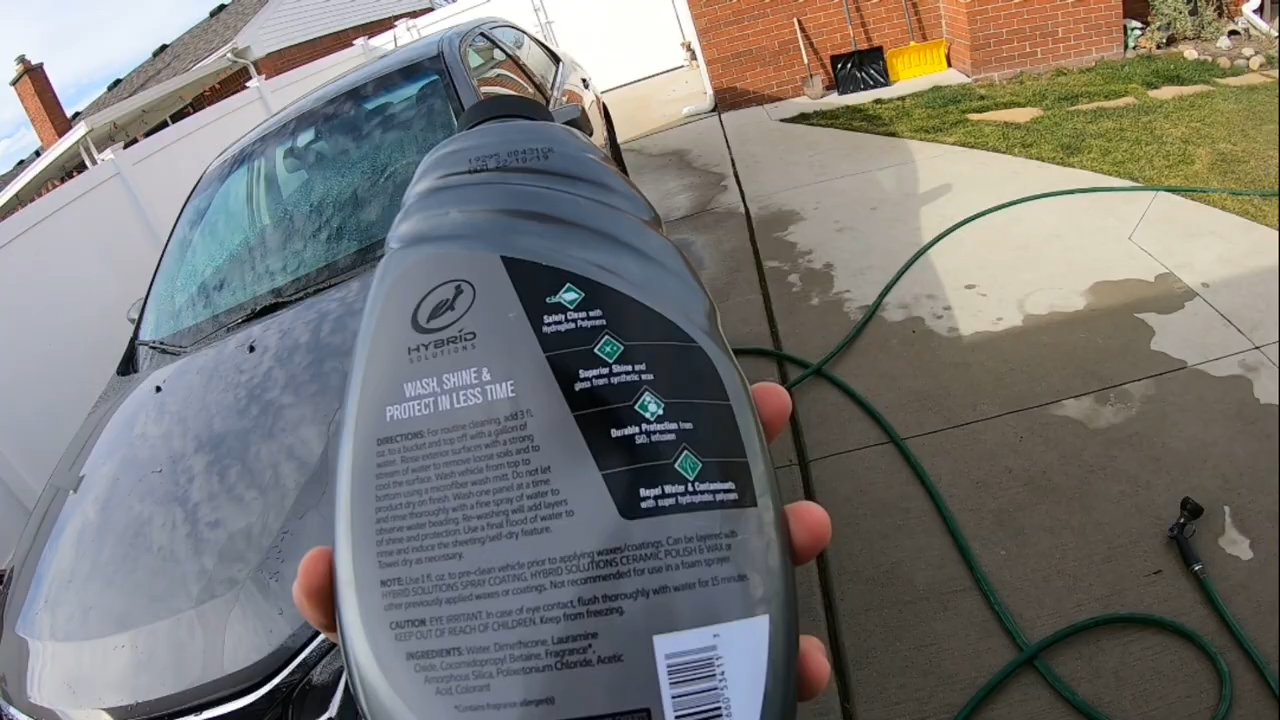 19295 00431CK
HYBRID
SOLUTIONS
WASH, SHINE &
PROTECT IN LESS TIME
Safely Clean with
Hydroglide Polymers
Superior Shine and
gloss from synthetic wax
Durable Protection from
SiO₂ infusion
Repel Water & Contaminants
with super hydrophobic polymers
DIRECTIONS: For routine cleaning, add 3 fl.
oz. to a bucket and top off with a gallon of
water. Rinse exterior surfaces with a strong
stream of water to remove loose soils and to
cool the surface. Wash vehicle from top to
bottom using a microfiber wash mitt. Do not let
product dry on finish. Wash one panel at a time
and rinse thoroughly with a fine spray of water to
observe water beading. Re-washing will add layers
of shine and protection. Use a final flood of water to
rinse and induce the sheeting/self-dry feature.
Towel dry as necessary.
NOTE: Use 1 fl. oz. to pre-clean vehicle prior to applying waxes/coatings. Can be layered with
HYBRID SOLUTIONS SPRAY COATING, HYBRID SOLUTIONS CERAMIC POLISH & WAX or
other previously applied waxes or coatings. Not recommended for use in a foam sprayer.
CAUTION: EYE IRRITANT. In case of eye contact, flush thoroughly with water for 15 minutes.
KEEP OUT OF REACH OF CHILDREN. Keep from freezing.
INGREDIENTS: Water, Dimethicone, Lauramine
Oxide, Cocomidopropyl Betaine, Fragrance*,
Amorphous Silica, Polixetonium Chloride, Acetic
Acid, Colorant
*Contains fragrance allergen(s)
660 53411 3